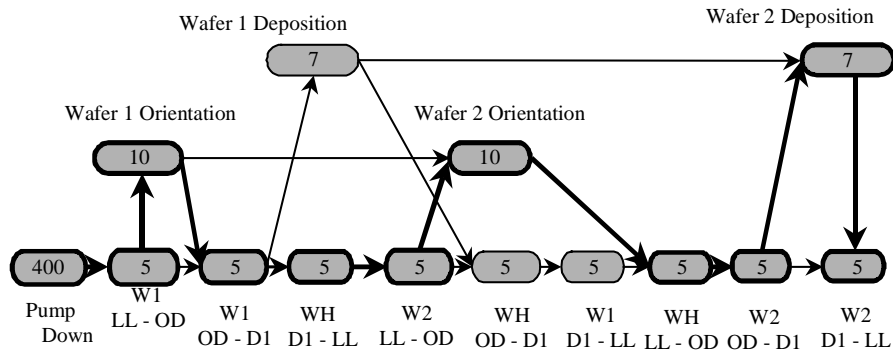 Wafer 1 Deposition
Wafer 2 Deposition
7
7
Wafer 1 Orientation
Wafer 2 Orientation
10
10
400
5
5
5
5
5
5
5
5
5
Pump
Down
W1
LL - OD
W1
OD - D1
WH
D1 - LL
W2
LL - OD
WH
OD - D1
W1
D1 - LL
WH
LL - OD
W2
OD - D1
W2
D1 - LL